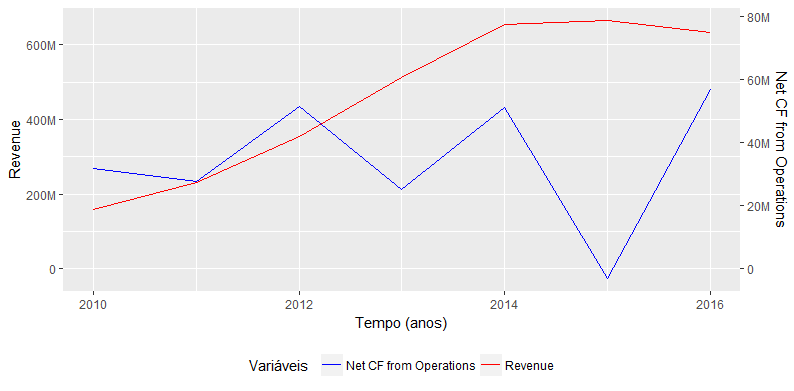 Revenue
600M
400M
200M
0
80M
60M
40M
20M
0
Net CF from Operations
2010
2012
2014
2016
Tempo (anos)
Variáveis
Net CF from Operations
Revenue